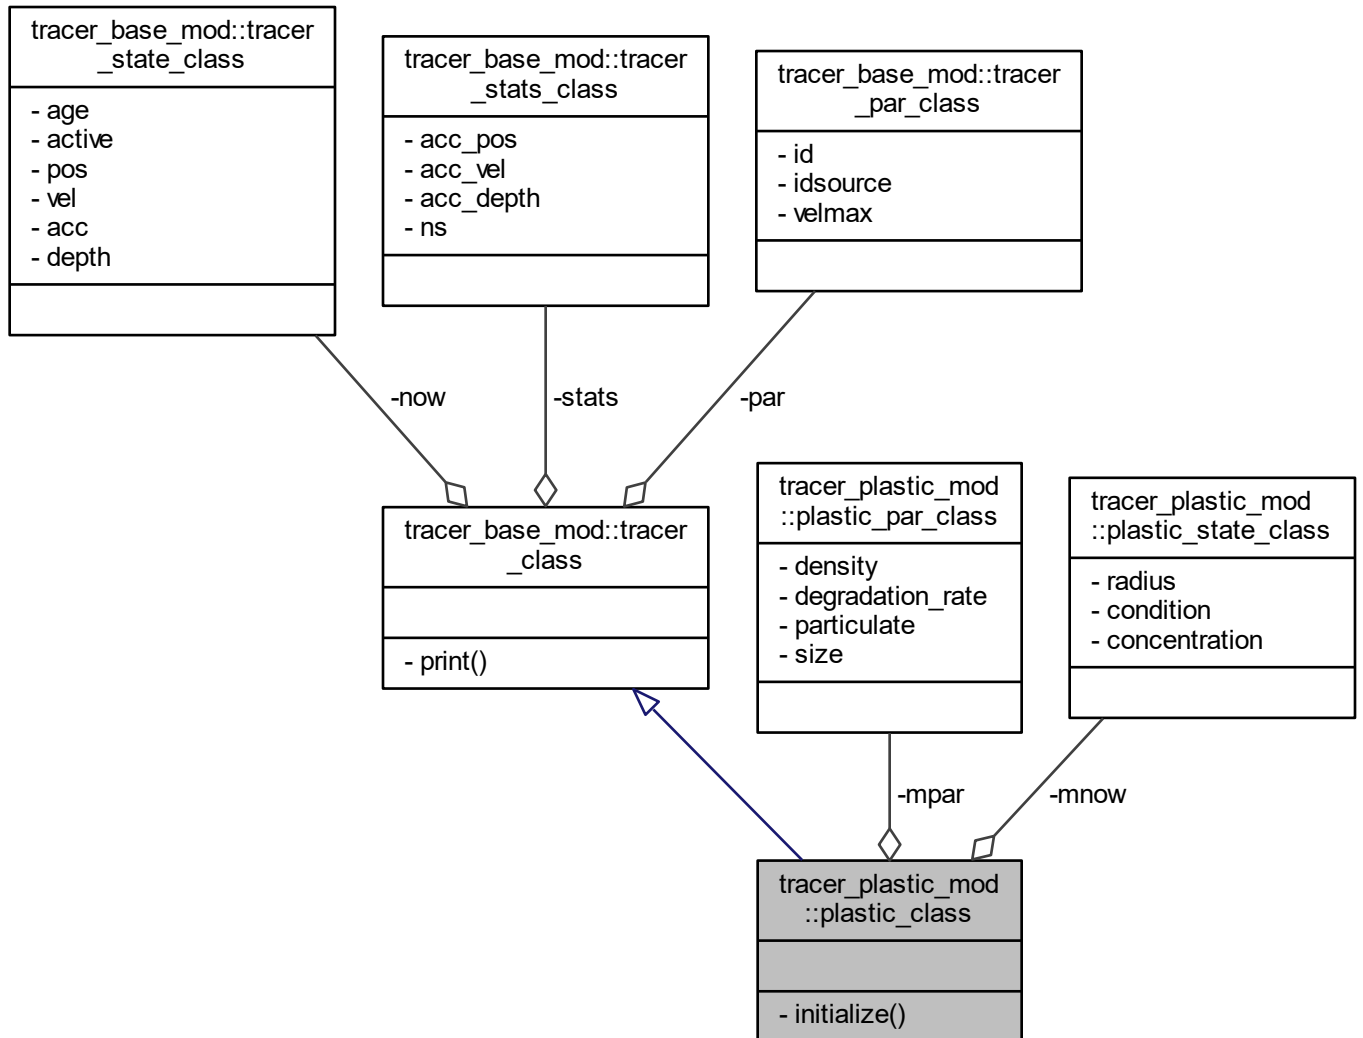 tracer_base_mod::tracer
_state_class
- age
- active
- pos
- vel
- acc
- depth
tracer_base_mod::tracer
_stats_class
- acc_pos
- acc_vel
- acc_depth
- ns
tracer_base_mod::tracer
_par_class
- id
- idsource
- velmax
-now
-stats
-par
tracer_base_mod::tracer
_class
- print()
tracer_plastic_mod
::plastic_par_class
- density
- degradation_rate
- particulate
- size
tracer_plastic_mod
::plastic_state_class
- radius
- condition
- concentration
-mpar
-mnow
tracer_plastic_mod
::plastic_class
- initialize()